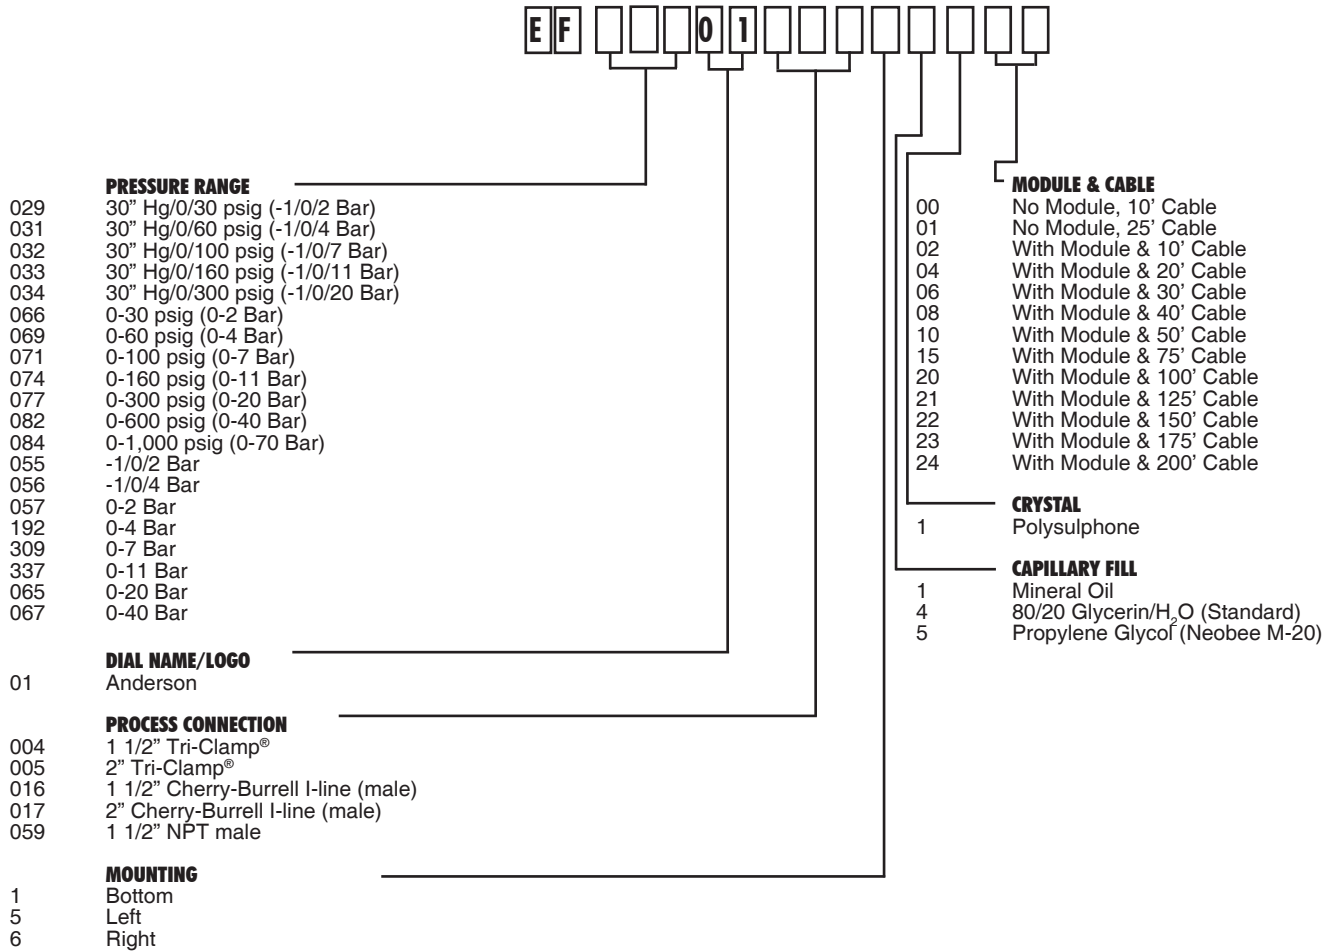 EF 01
PRESSURE RANGE
029 30” Hg/0/30 psig (-1/0/2 Bar)
031 30” Hg/0/60 psig (-1/0/4 Bar)
032 30” Hg/0/100 psig (-1/0/7 Bar)
033 30” Hg/0/160 psig (-1/0/11 Bar)
034 30” Hg/0/300 psig (-1/0/20 Bar)
066 0-30 psig (0-2 Bar)
069 0-60 psig (0-4 Bar)
071 0-100 psig (0-7 Bar)
074 0-160 psig (0-11 Bar)
077 0-300 psig (0-20 Bar)
082 0-600 psig (0-40 Bar)
084 0-1,000 psig (0-70 Bar)
055 -1/0/2 Bar
056 -1/0/4 Bar
057 0-2 Bar
192 0-4 Bar
309 0-7 Bar
337 0-11 Bar
065 0-20 Bar
067 0-40 Bar
DIAL NAME/LOGO
01 Anderson
PROCESS CONNECTION
004 1 1/2” Tri-Clamp®
005 2” Tri-Clamp®
016 1 1/2” Cherry-Burrell I-line (male)
017 2” Cherry-Burrell I-line (male)
059 1 1/2” NPT male
MOUNTING
1 Bottom
5 Left
6 Right
MODULE & CABLE
00 No Module, 10’ Cable
01 No Module, 25’ Cable
02 With Module & 10’ Cable
04 With Module & 20’ Cable
06 With Module & 30’ Cable
08 With Module & 40’ Cable
10 With Module & 50’ Cable
15 With Module & 75’ Cable
20 With Module & 100’ Cable
21 With Module & 125’ Cable
22 With Module & 150’ Cable
23 With Module & 175’ Cable
24 With Module & 200’ Cable
CRYSTAL
1 Polysulphone
CAPILLARY FILL
1 Mineral Oil
4 80/20 Glycerin/H₂O (Standard)
5 Propylene Glycol (Neobee M-20)